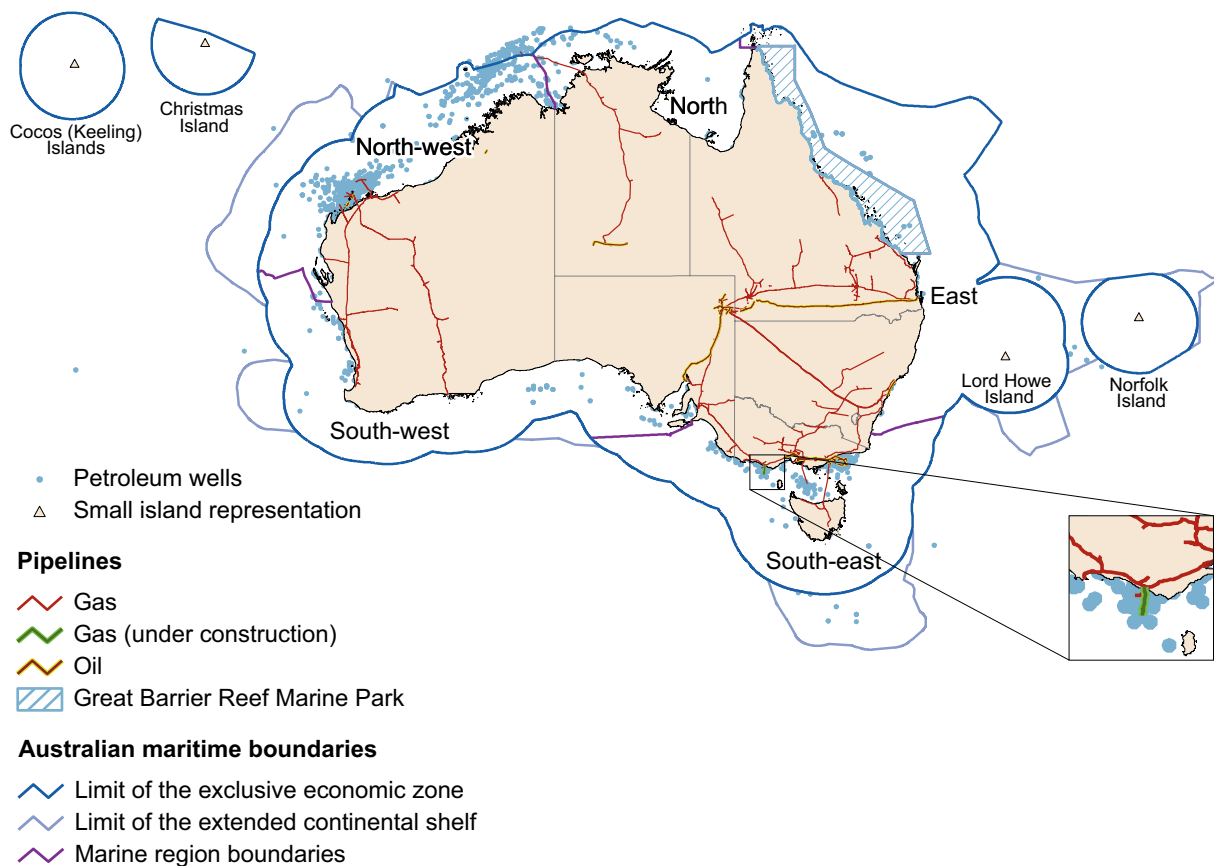 Cocos (Keeling)
Islands
Christmas
Island
North-west
North
East
Lord Howe
Island
Norfolk
Island
South-west
South-east
Petroleum wells
Small island representation
Pipelines
Gas
Gas (under construction)
Oil
Great Barrier Reef Marine Park
Australian maritime boundaries
Limit of the exclusive economic zone
Limit of the extended continental shelf
Marine region boundaries